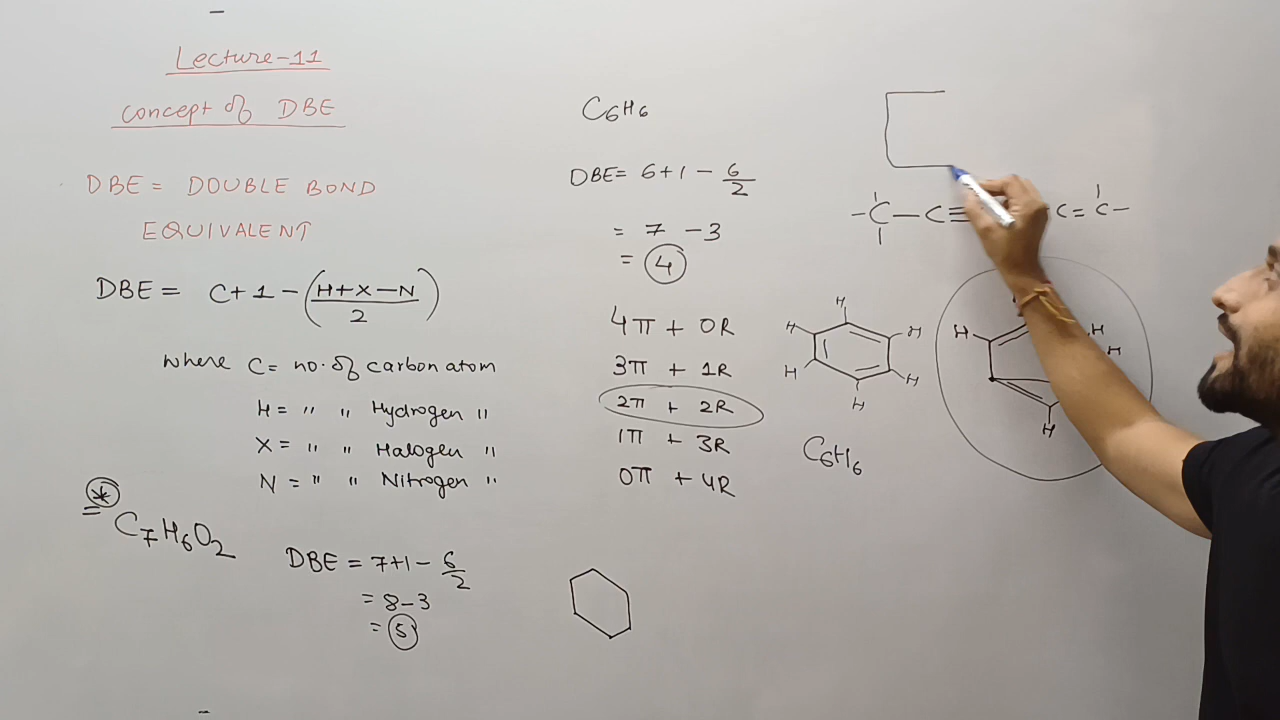 Lecture-11
Concept of DBE
DBE = DOUBLE BOND
EQUIVALENT
DBE = C + 1 - (H+X-N / 2)
where C = no. of carbon atom
H = " " Hydrogen "
X = " " Halogen "
N = " " Nitrogen "
* C7H6O2
DBE = 7+1 - 6/2
= 8-3
= 5
C6H6
DBE = 6+1 - 6/2
= 7 - 3
= 4
4π + 0R
3π + 1R
2π + 2R
1π + 3R
0π + 4R
- C - C ≡
C = C -
H
H
H
H
H
H
C6H6
H
H
H
H